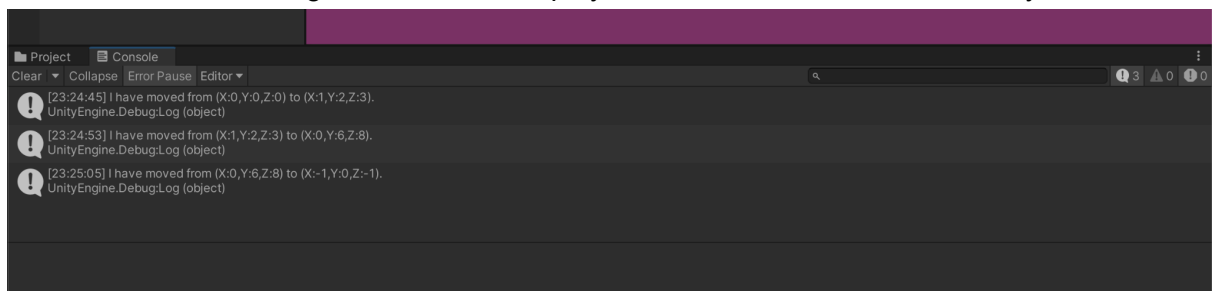 Project Console
Clear Collapse Error Pause Editor 3 0 0
[23:24:45] I have moved from (X:0,Y:0,Z:0) to (X:1,Y:2,Z:3).
UnityEngine.Debug:Log (object)
[23:24:53] I have moved from (X:1,Y:2,Z:3) to (X:0,Y:6,Z:8).
UnityEngine.Debug:Log (object)
[23:25:05] I have moved from (X:0,Y:6,Z:8) to (X:-1,Y:0,Z:-1).
UnityEngine.Debug:Log (object)